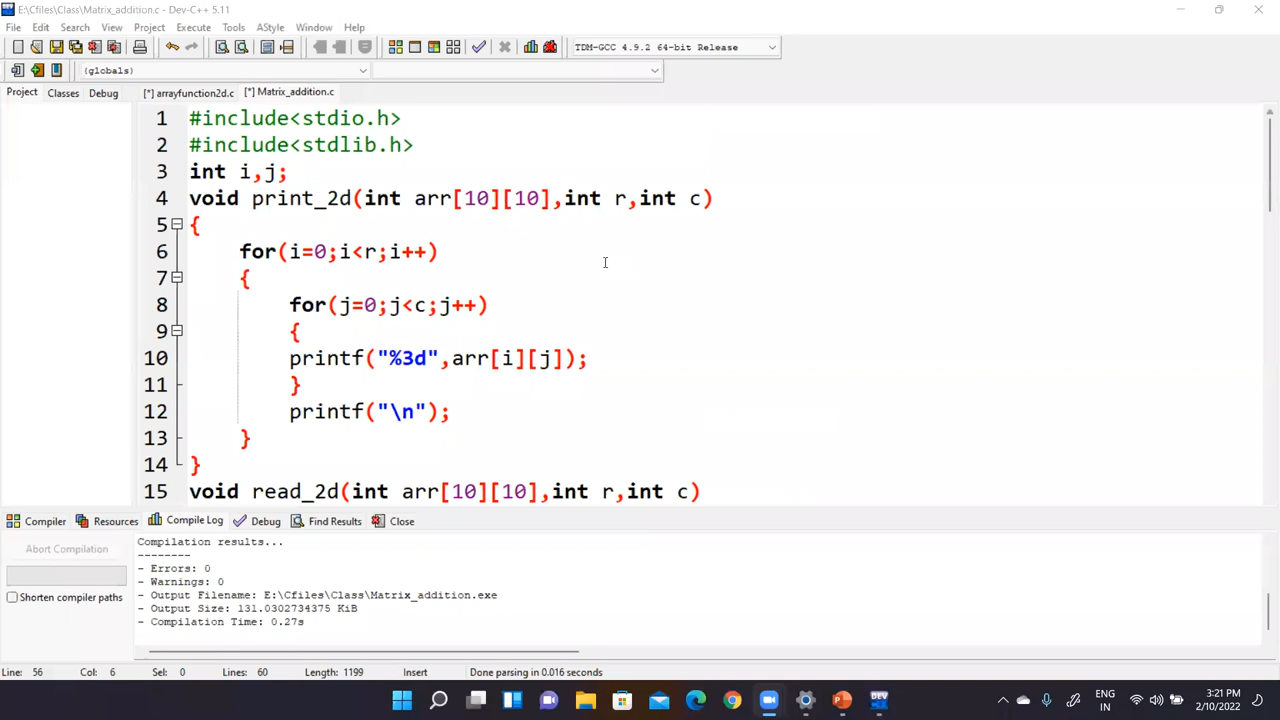 E:\Cfiles\Class\Matrix_addition.c - Dev-C++ 5.11
File Edit Search View Project Execute Tools AStyle Window Help
TDM-GCC 4.9.2 64-bit Release
(globals)
Project Classes Debug [*] arrayfunction2d.c [*] Matrix_addition.c
1 #include<stdio.h>
2 #include<stdlib.h>
3 int i,j;
4 void print_2d(int arr[10][10],int r,int c)
5 {
6 for(i=0;i<r;i++)
7 {
8 for(j=0;j<c;j++)
9 {
10 printf("%3d",arr[i][j]);
11 }
12 printf("\n");
13 }
14 }
15 void read_2d(int arr[10][10],int r,int c)
Compiler Resources Compile Log Debug Find Results Close
Abort Compilation
Shorten compiler paths
Compilation results...
--------
- Errors: 0
- Warnings: 0
- Output Filename: E:\Cfiles\Class\Matrix_addition.exe
- Output Size: 131.0302734375 KiB
- Compilation Time: 0.27s
Line: 56 Col: 6 Sel: 0 Lines: 60 Length: 1199 Insert Done parsing in 0.016 seconds
DEV
ENG
IN
3:21 PM
2/10/2022